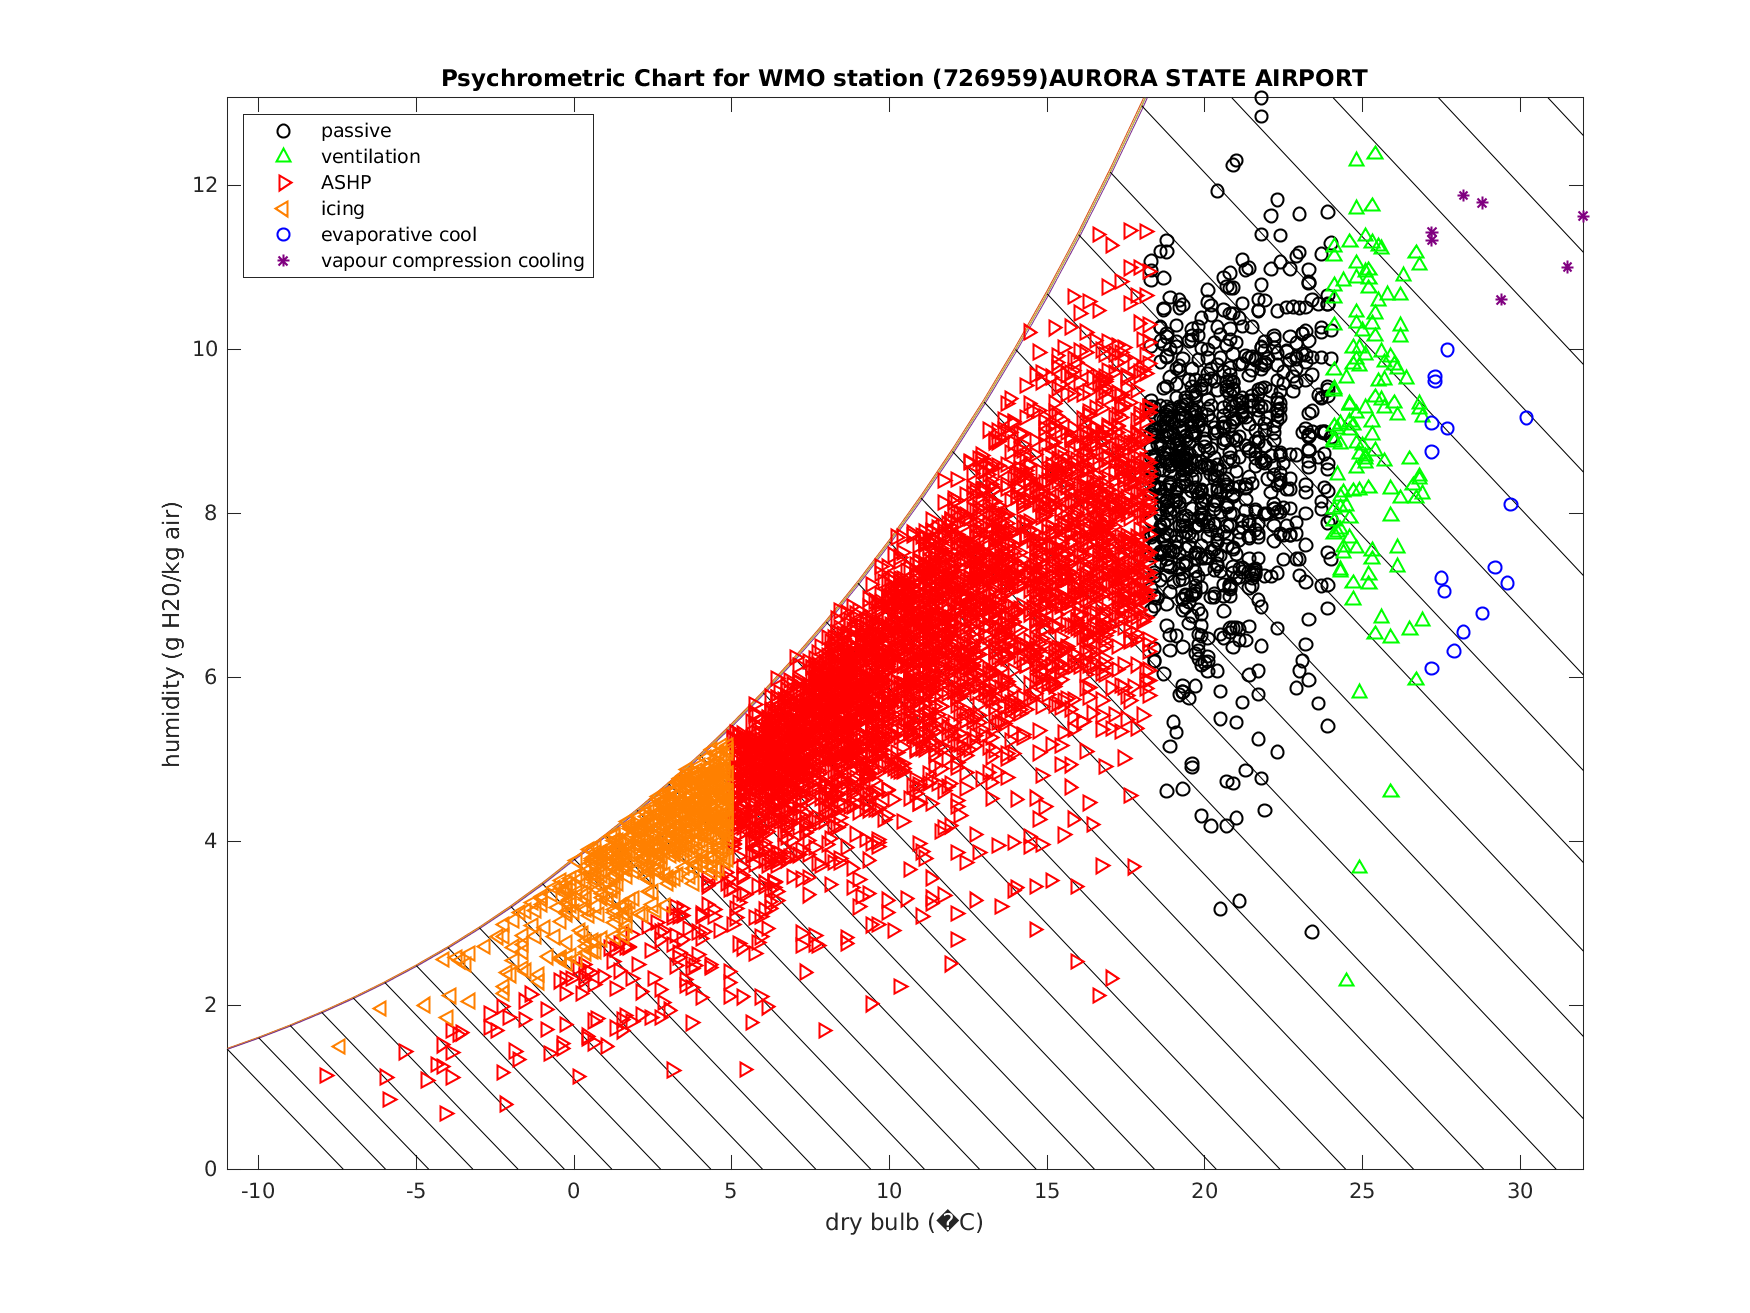 Psychrometric Chart for WMO station (726959)AURORA STATE AIRPORT
passive
ventilation
ASHP
icing
evaporative cool
vapour compression cooling
humidity (g H20/kg air)
12
10
8
6
4
2
0
-10 -5 0 5 10 15 20 25 30
dry bulb (�C)